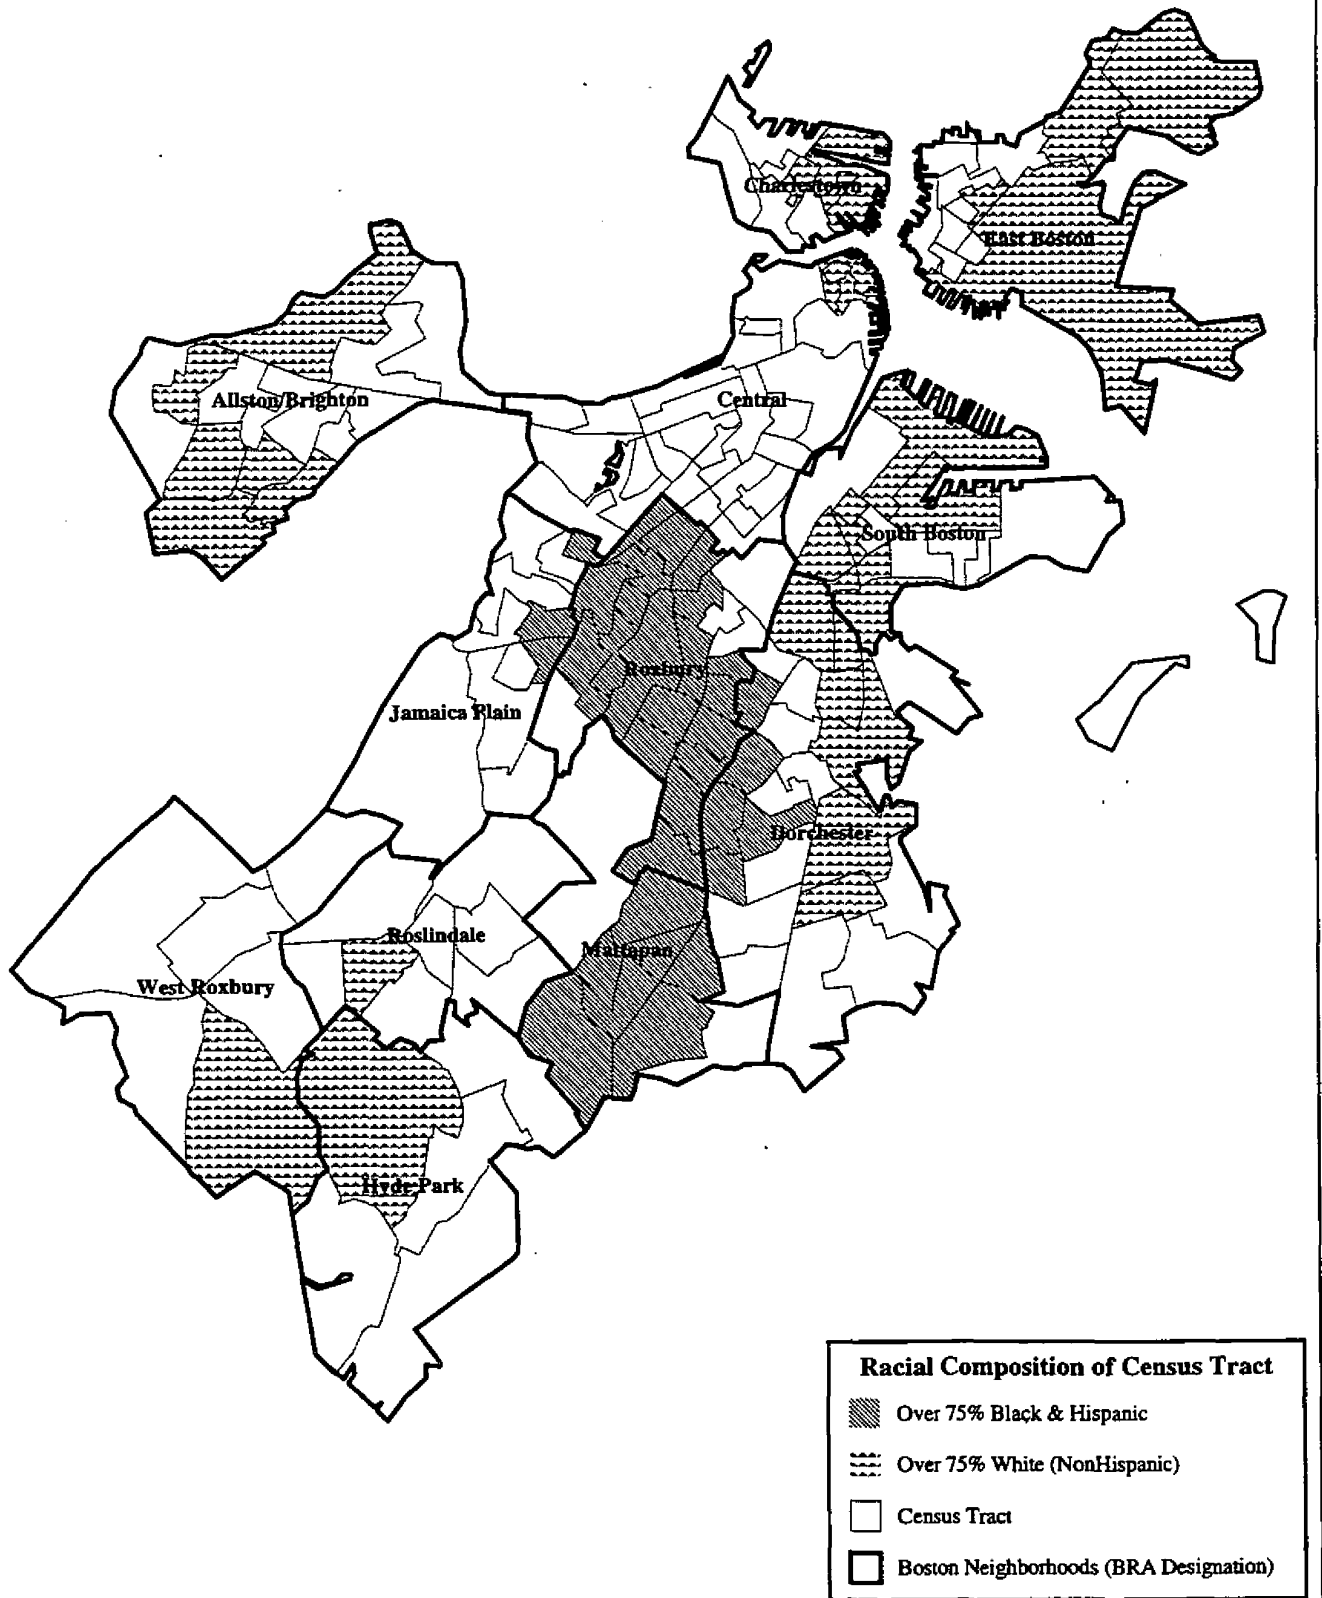 Charlestown
East Boston
Allston/Brighton
Central
South Boston
Roxbury
Jamaica Plain
Dorchester
Roslindale
Mattapan
West Roxbury
Hyde Park
Racial Composition of Census Tract
Over 75% Black & Hispanic
Over 75% White (NonHispanic)
Census Tract
Boston Neighborhoods (BRA Designation)